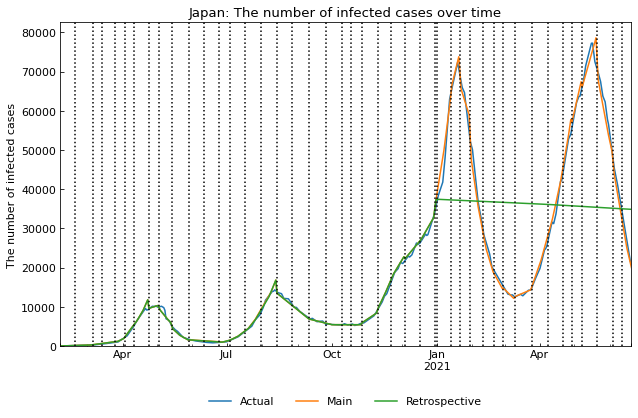 Japan: The number of infected cases over time
The number of infected cases
80000
70000
60000
50000
40000
30000
20000
10000
0
Apr Jul Oct Jan Apr
2021
Actual Main Retrospective